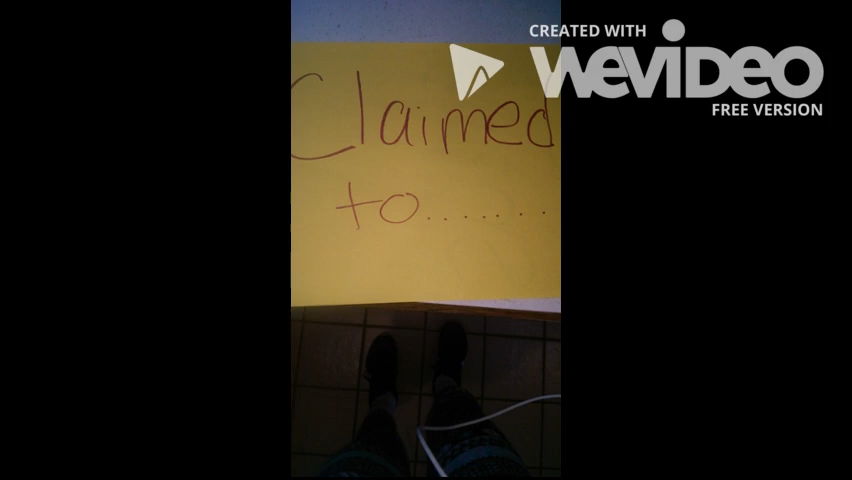 CREATED WITH
WEVIDEO
FREE VERSION
Claimed
to.......